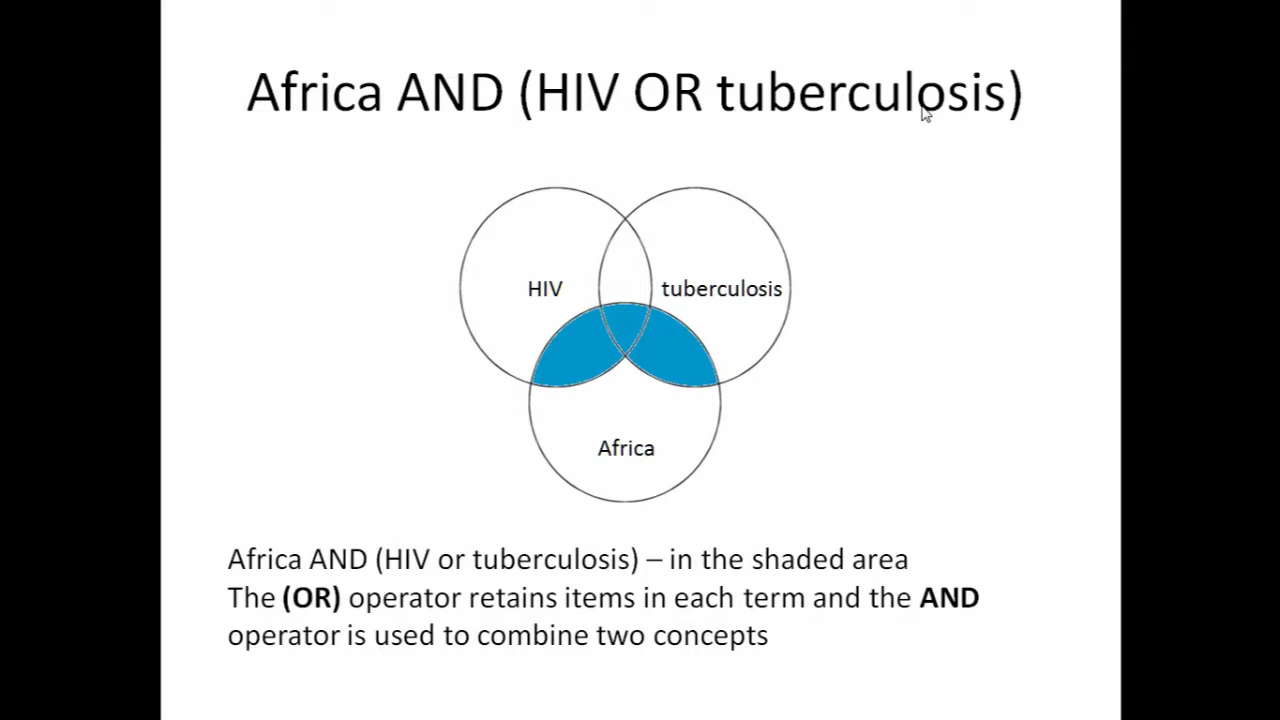 Africa AND (HIV OR tuberculosis)
HIV
tuberculosis
Africa
Africa AND (HIV or tuberculosis) – in the shaded area
The (OR) operator retains items in each term and the AND
operator is used to combine two concepts